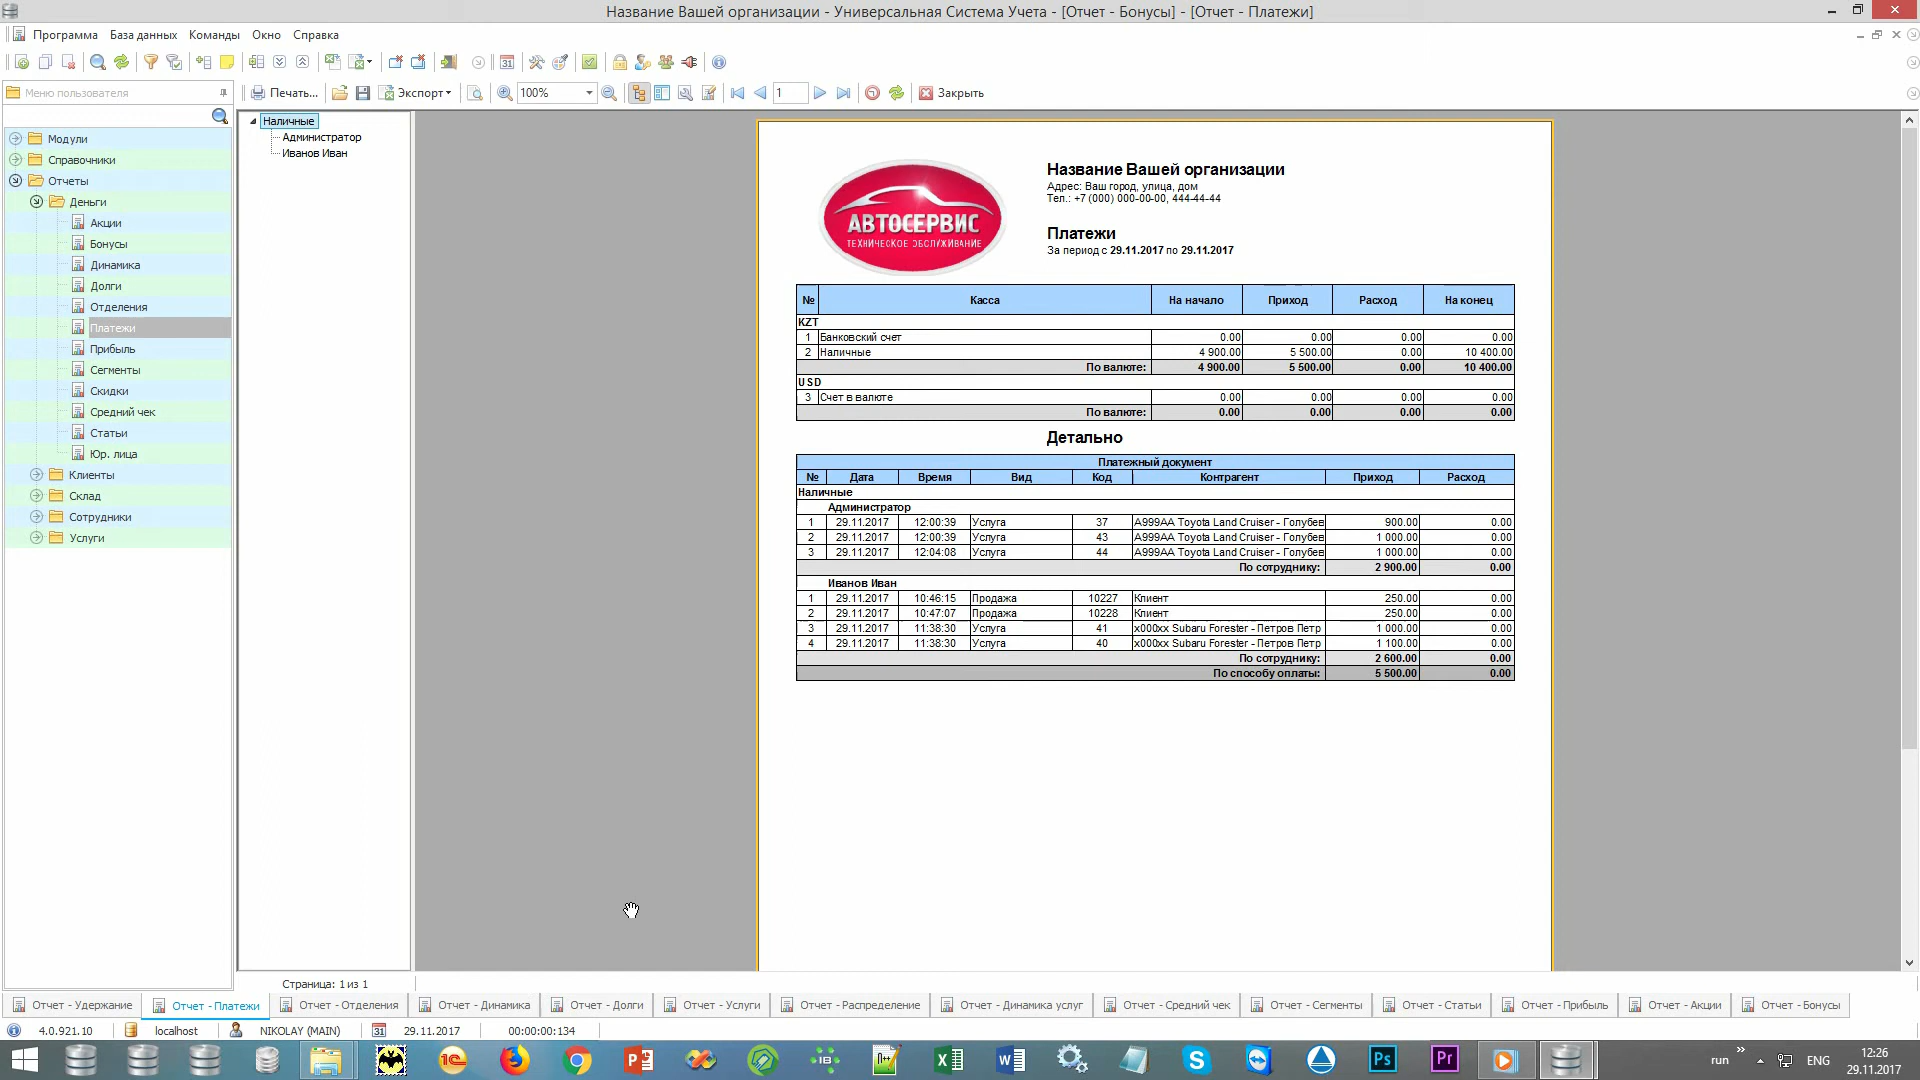 Название Вашей организации - Универсальная Система Учета - [Отчет - Бонусы] - [Отчет - Платежи]
Программа База данных Команды Окно Справка
Меню пользователя
Печать... Экспорт 100% 1 Закрыть
Модули
Справочники
Отчеты
Деньги
Акции
Бонусы
Динамика
Долги
Отделения
Платежи
Прибыль
Сегменты
Скидки
Средний чек
Статьи
Юр. лица
Клиенты
Склад
Сотрудники
Услуги
Наличные
Администратор
Иванов Иван
АВТОСЕРВИС
ТЕХНИЧЕСКОЕ ОБСЛУЖИВАНИЕ
Название Вашей организации
Адрес: Ваш город, улица, дом
Тел.: +7 (000) 000-00-00, 444-44-44
Платежи
За период с 29.11.2017 по 29.11.2017
№ Касса На начало Приход Расход На конец
KZT
1 Банковский счет 0.00 0.00 0.00 0.00
2 Наличные 4 900.00 5 500.00 0.00 10 400.00
По валюте: 4 900.00 5 500.00 0.00 10 400.00
USD
3 Счет в валюте 0.00 0.00 0.00 0.00
По валюте: 0.00 0.00 0.00 0.00
Детально
Платежный документ
№ Дата Время Вид Код Контрагент Приход Расход
Наличные
Администратор
1 29.11.2017 12:00:39 Услуга 37 А999АА Toyota Land Cruiser - Голубев 900.00 0.00
2 29.11.2017 12:00:39 Услуга 43 А999АА Toyota Land Cruiser - Голубев 1 000.00 0.00
3 29.11.2017 12:04:08 Услуга 44 А999АА Toyota Land Cruiser - Голубев 1 000.00 0.00
По сотруднику: 2 900.00 0.00
Иванов Иван
1 29.11.2017 10:46:15 Продажа 10227 Клиент 250.00 0.00
2 29.11.2017 10:47:07 Продажа 10228 Клиент 250.00 0.00
3 29.11.2017 11:38:30 Услуга 41 х000хх Subaru Forester - Петров Петр 1 000.00 0.00
4 29.11.2017 11:38:30 Услуга 40 х000хх Subaru Forester - Петров Петр 1 100.00 0.00
По сотруднику: 2 600.00 0.00
По способу оплаты: 5 500.00 0.00
Страница: 1 из 1
Отчет - Удержание Отчет - Платежи Отчет - Отделения Отчет - Динамика Отчет - Долги Отчет - Услуги Отчет - Распределение Отчет - Динамика услуг Отчет - Средний чек Отчет - Сегменты Отчет - Статьи Отчет - Прибыль Отчет - Акции Отчет - Бонусы
4.0.921.10 localhost NIKOLAY (MAIN) 31 29.11.2017 00:00:00:134
run ENG 12:26
29.11.2017